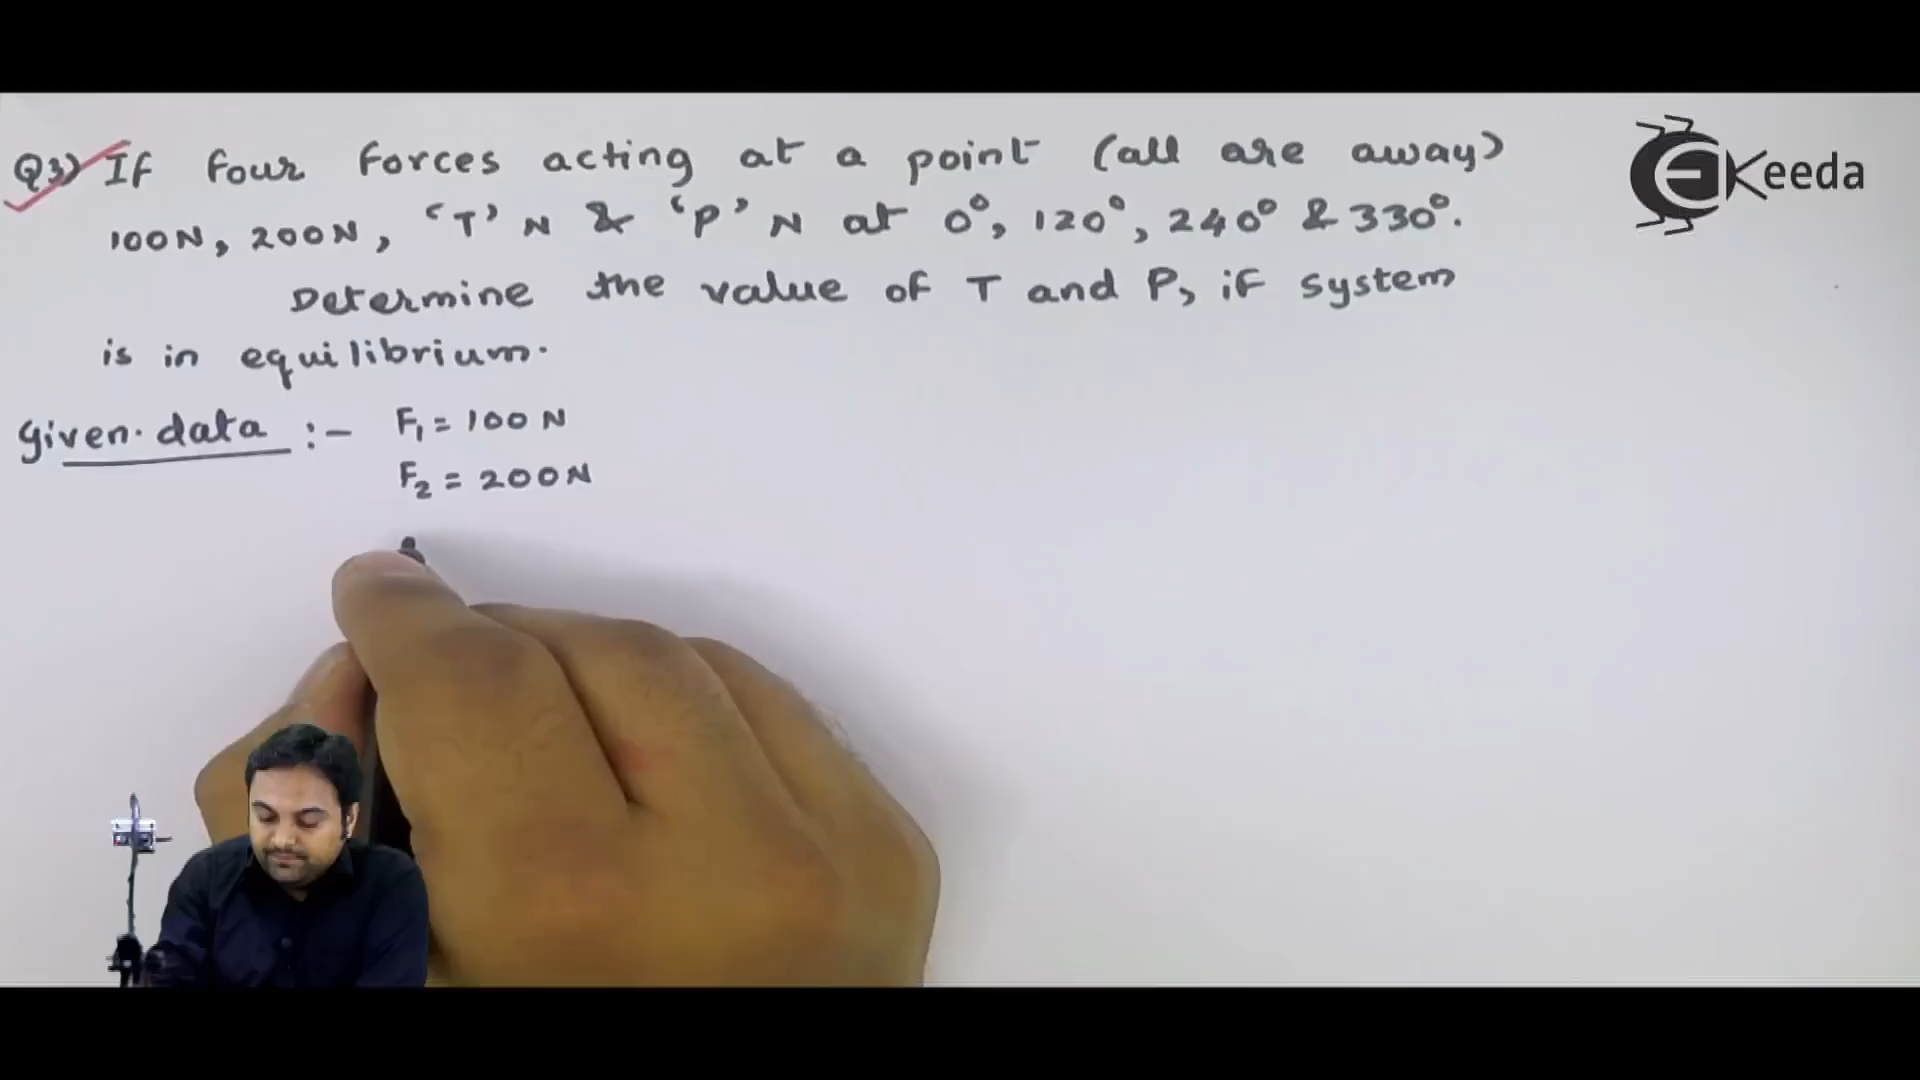 Q3) If four forces acting at a point (all are away)
100N, 200N, 'T' N & 'P' N at 0°, 120°, 240° & 330°.
Determine the value of T and P, if system
is in equilibrium.
Given data :- F₁ = 100 N
F₂ = 200N
EKeeda